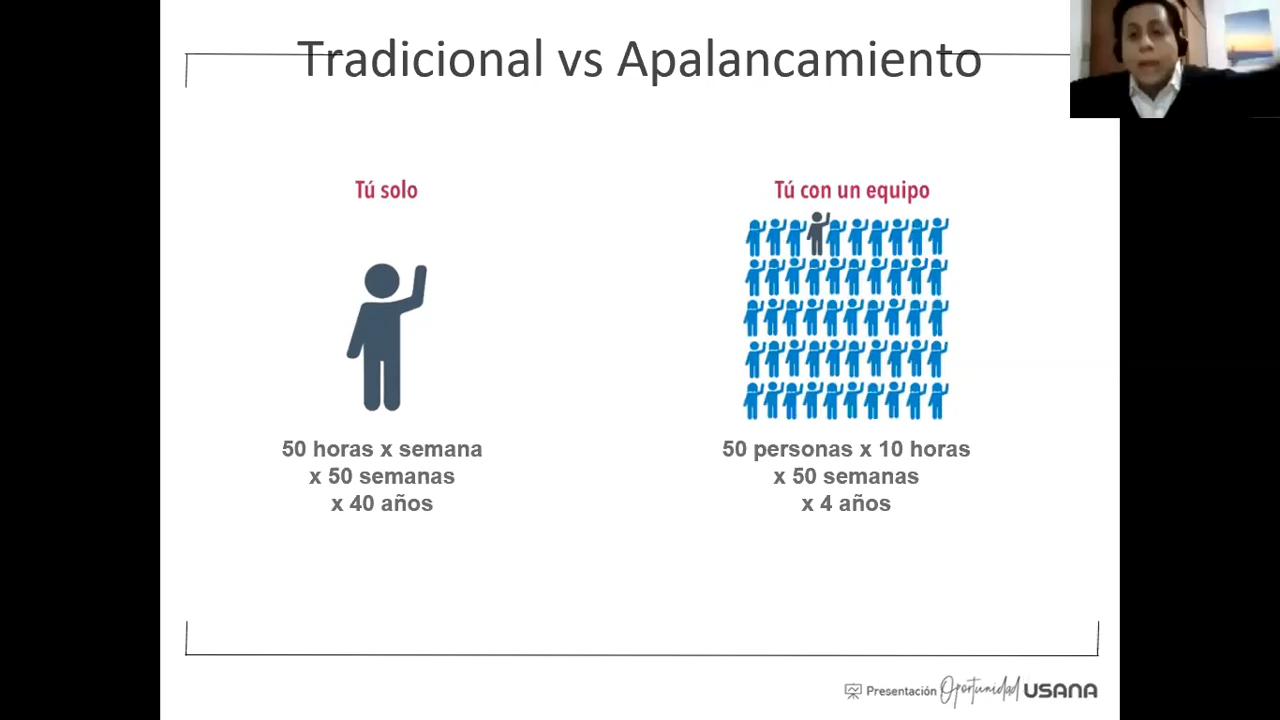 Tradicional vs Apalancamiento
Tú solo
50 horas x semana
x 50 semanas
x 40 años
Tú con un equipo
50 personas x 10 horas
x 50 semanas
x 4 años
Presentación Oportunidad USANA